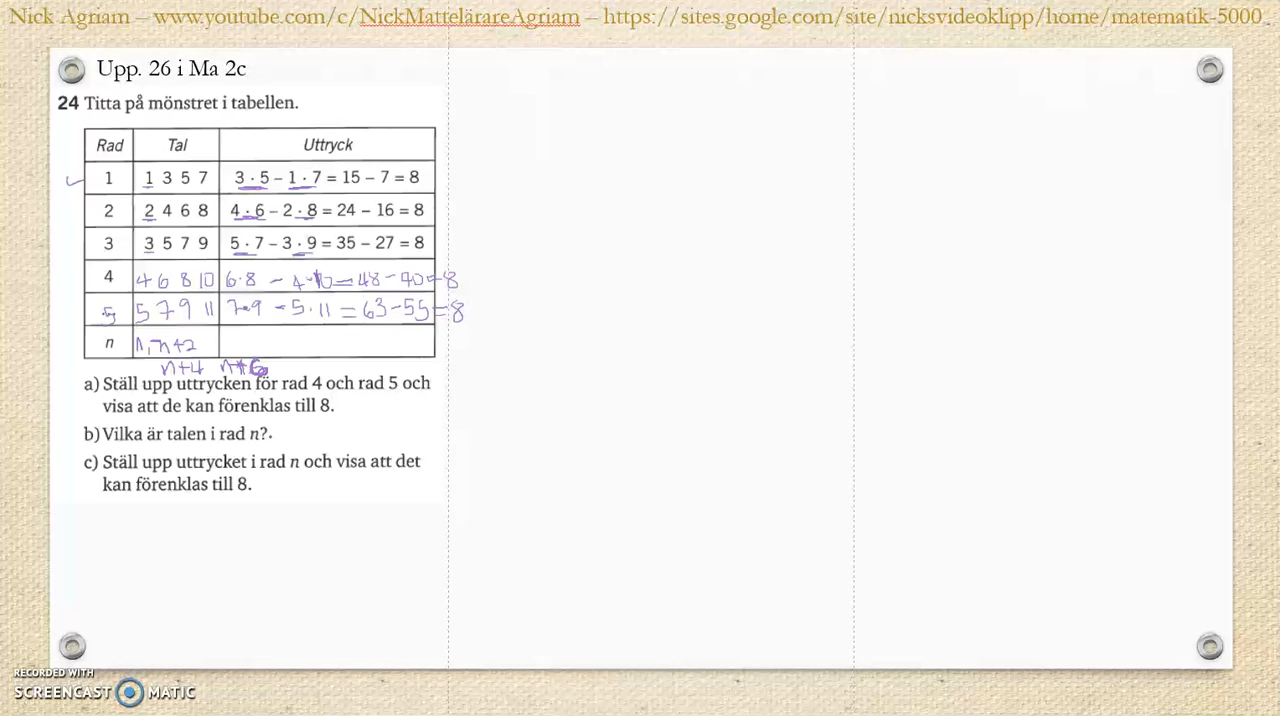 Nick Agriam – www.youtube.com/c/NickMattelärareAgriam – https://sites.google.com/site/nicksvideoklipp/home/matematik-5000
Upp. 26 i Ma 2c
24 Titta på mönstret i tabellen.
Rad Tal Uttryck
1 1 3 5 7 3 · 5 – 1 · 7 = 15 – 7 = 8
2 2 4 6 8 4 · 6 – 2 · 8 = 24 – 16 = 8
3 3 5 7 9 5 · 7 – 3 · 9 = 35 – 27 = 8
4 4 6 8 10 6·8 – 4·10 = 48 – 40 = 8
5 5 7 9 11 7·9 – 5·11 = 63 – 55 = 8
n n, n+2
n+4 n+6
a) Ställ upp uttrycken för rad 4 och rad 5 och
visa att de kan förenklas till 8.
b) Vilka är talen i rad n?.
c) Ställ upp uttrycket i rad n och visa att det
kan förenklas till 8.
RECORDED WITH
SCREENCAST MATIC